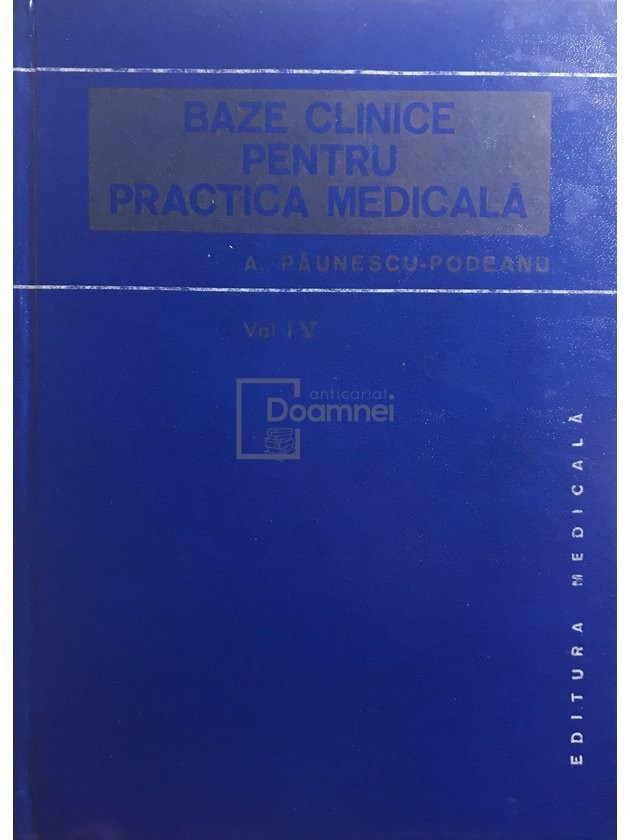 BAZE CLINICE
PENTRU
PRACTICA MEDICALĂ
A. PĂUNESCU-PODEANU
Vol IV
anticariat
Doamnei
EDITURA MEDICALĂ